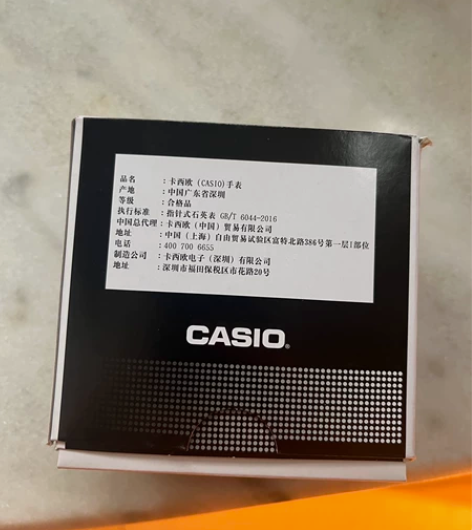 品名 : 卡西欧 (CASIO)手表
产地 : 中国广东省深圳
等级 : 合格品
执行标准 : 指针式石英表 GB/T 6044-2016
中国总代理 : 卡西欧（中国）贸易有限公司
地址 : 中国（上海）自由贸易试验区富特北路386号第一层1部位
电话 : 400 700 6655
制造公司 : 卡西欧电子（深圳）有限公司
地址 : 深圳市福田保税区市花路20号
CASIO®